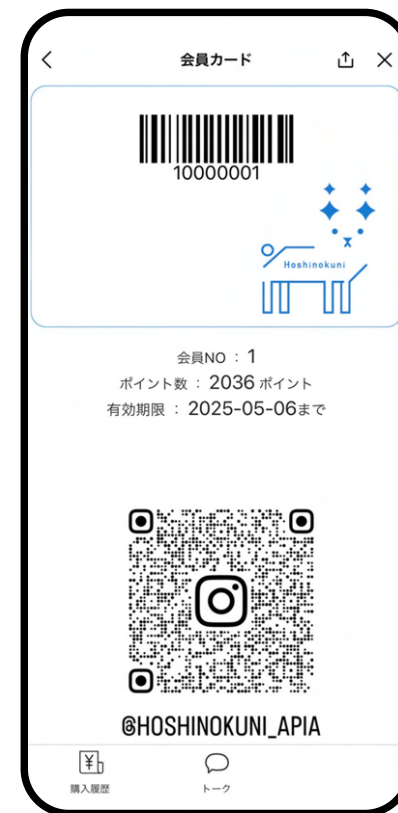 会員カード
10000001
Hoshinokuni
会員NO : 1
ポイント数 : 2036 ポイント
有効期限 : 2025-05-06まで
@HOSHINOKUNI_APIA
¥
購入履歴
トーク